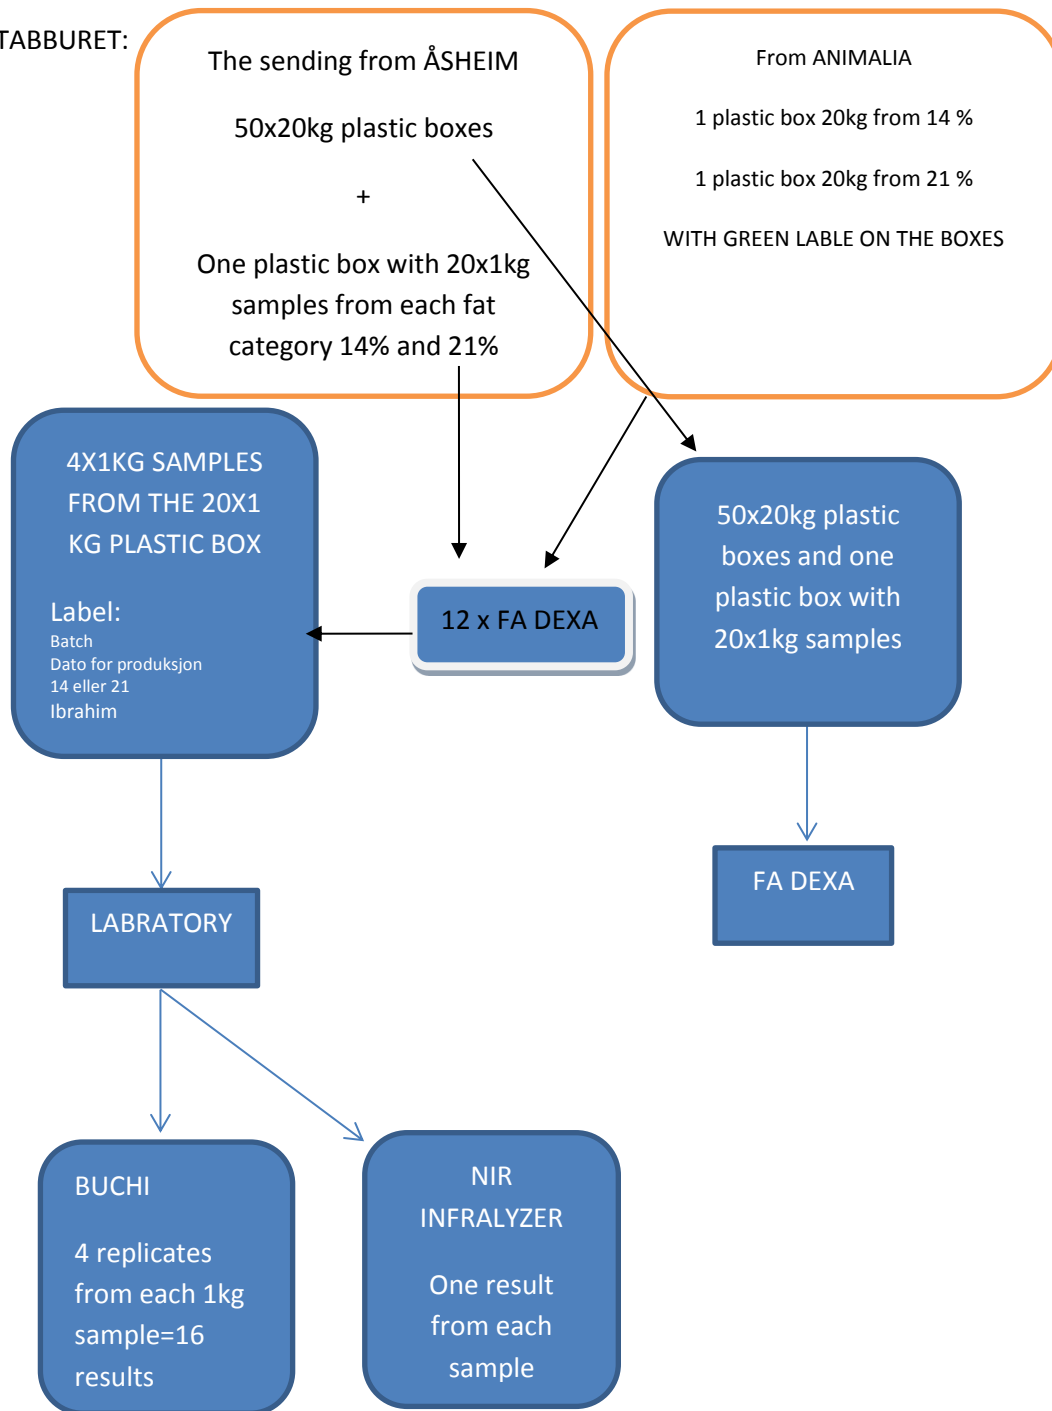 TABBURET:
The sending from ÅSHEIM
50x20kg plastic boxes
+
One plastic box with 20x1kg
samples from each fat
category 14% and 21%
From ANIMALIA
1 plastic box 20kg from 14 %
1 plastic box 20kg from 21 %
WITH GREEN LABLE ON THE BOXES
4X1KG SAMPLES
FROM THE 20X1
KG PLASTIC BOX
Label:
Batch
Dato for produksjon
14 eller 21
Ibrahim
12 x FA DEXA
50x20kg plastic
boxes and one
plastic box with
20x1kg samples
LABRATORY
FA DEXA
BUCHI
4 replicates
from each 1kg
sample=16
results
NIR
INFRALYZER
One result
from each
sample